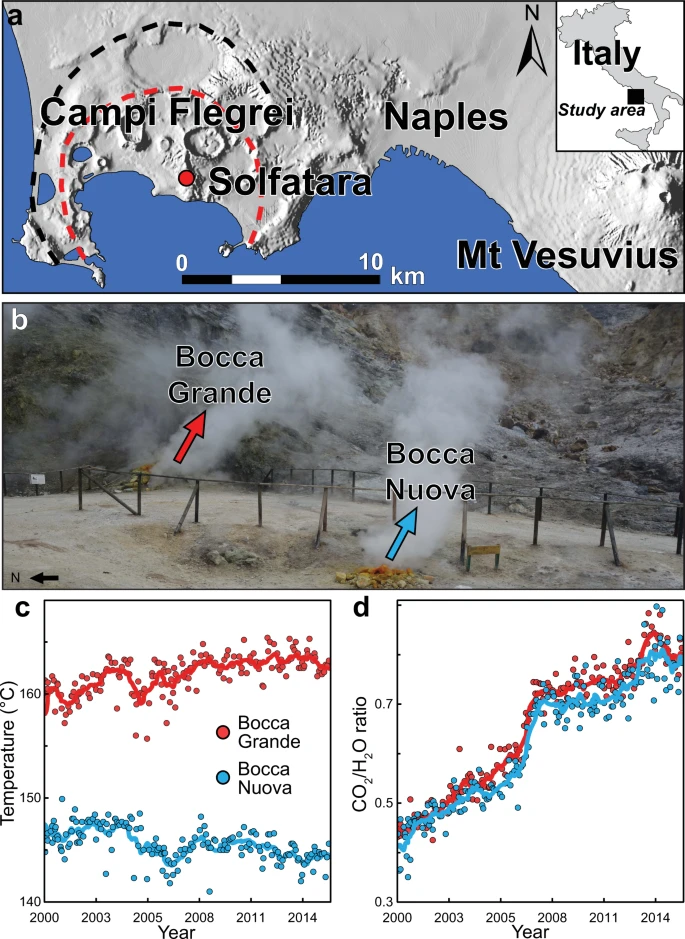 a
N
Italy
Study area
Campi Flegrei
Naples
Solfatara
Mt Vesuvius
0 10
km
b
Bocca
Grande
Bocca
Nuova
N
c
Temperature (°C)
160
150
140
2000 2003 2005 2008 2011 2014
Year
Bocca
Grande
Bocca
Nuova
d
CO₂/H₂O ratio
0.7
0.5
0.3
2000 2003 2005 2008 2011 2014
Year